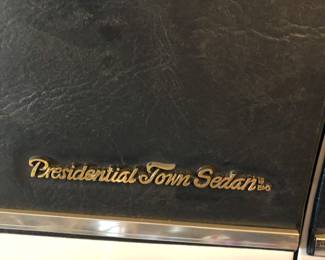 Presidential Town Sedan